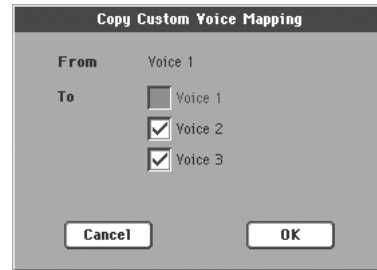 Copy Custom Voice Mapping
From Voice 1
To Voice 1
Voice 2
Voice 3
Cancel OK